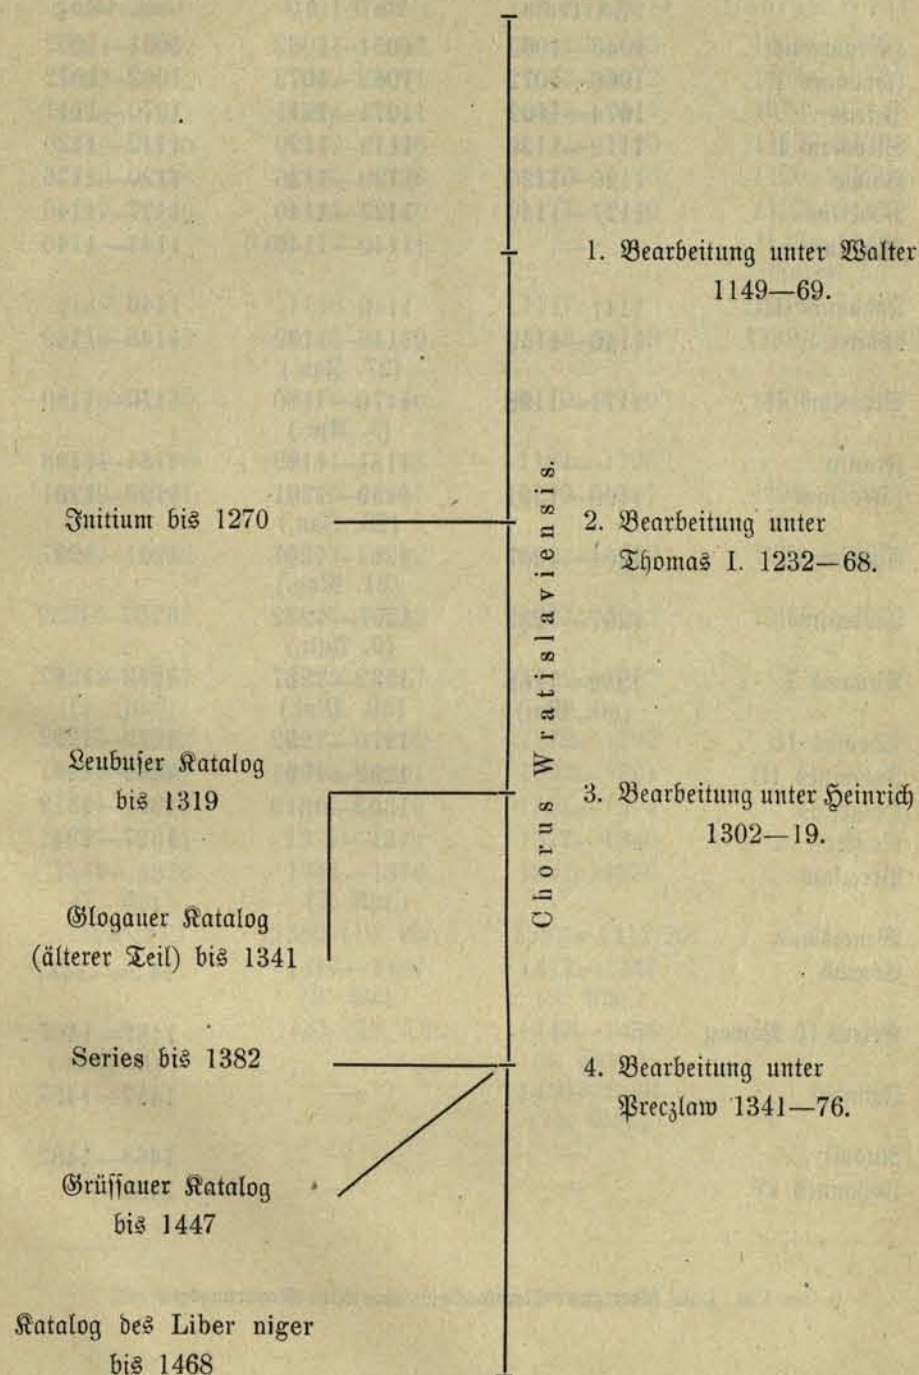 1. Bearbeitung unter Walter
1149—69.
Initium bis 1270
2. Bearbeitung unter
Thomas I. 1232—68.
Chorus Wratislaviensis.
Leubuser Katalog
bis 1319
3. Bearbeitung unter Heinrich
1302—19.
Glogauer Katalog
(älterer Teil) bis 1341
Series bis 1382
4. Bearbeitung unter
Preczlaw 1341—76.
Grüssauer Katalog
bis 1447
Katalog des Liber niger
bis 1468